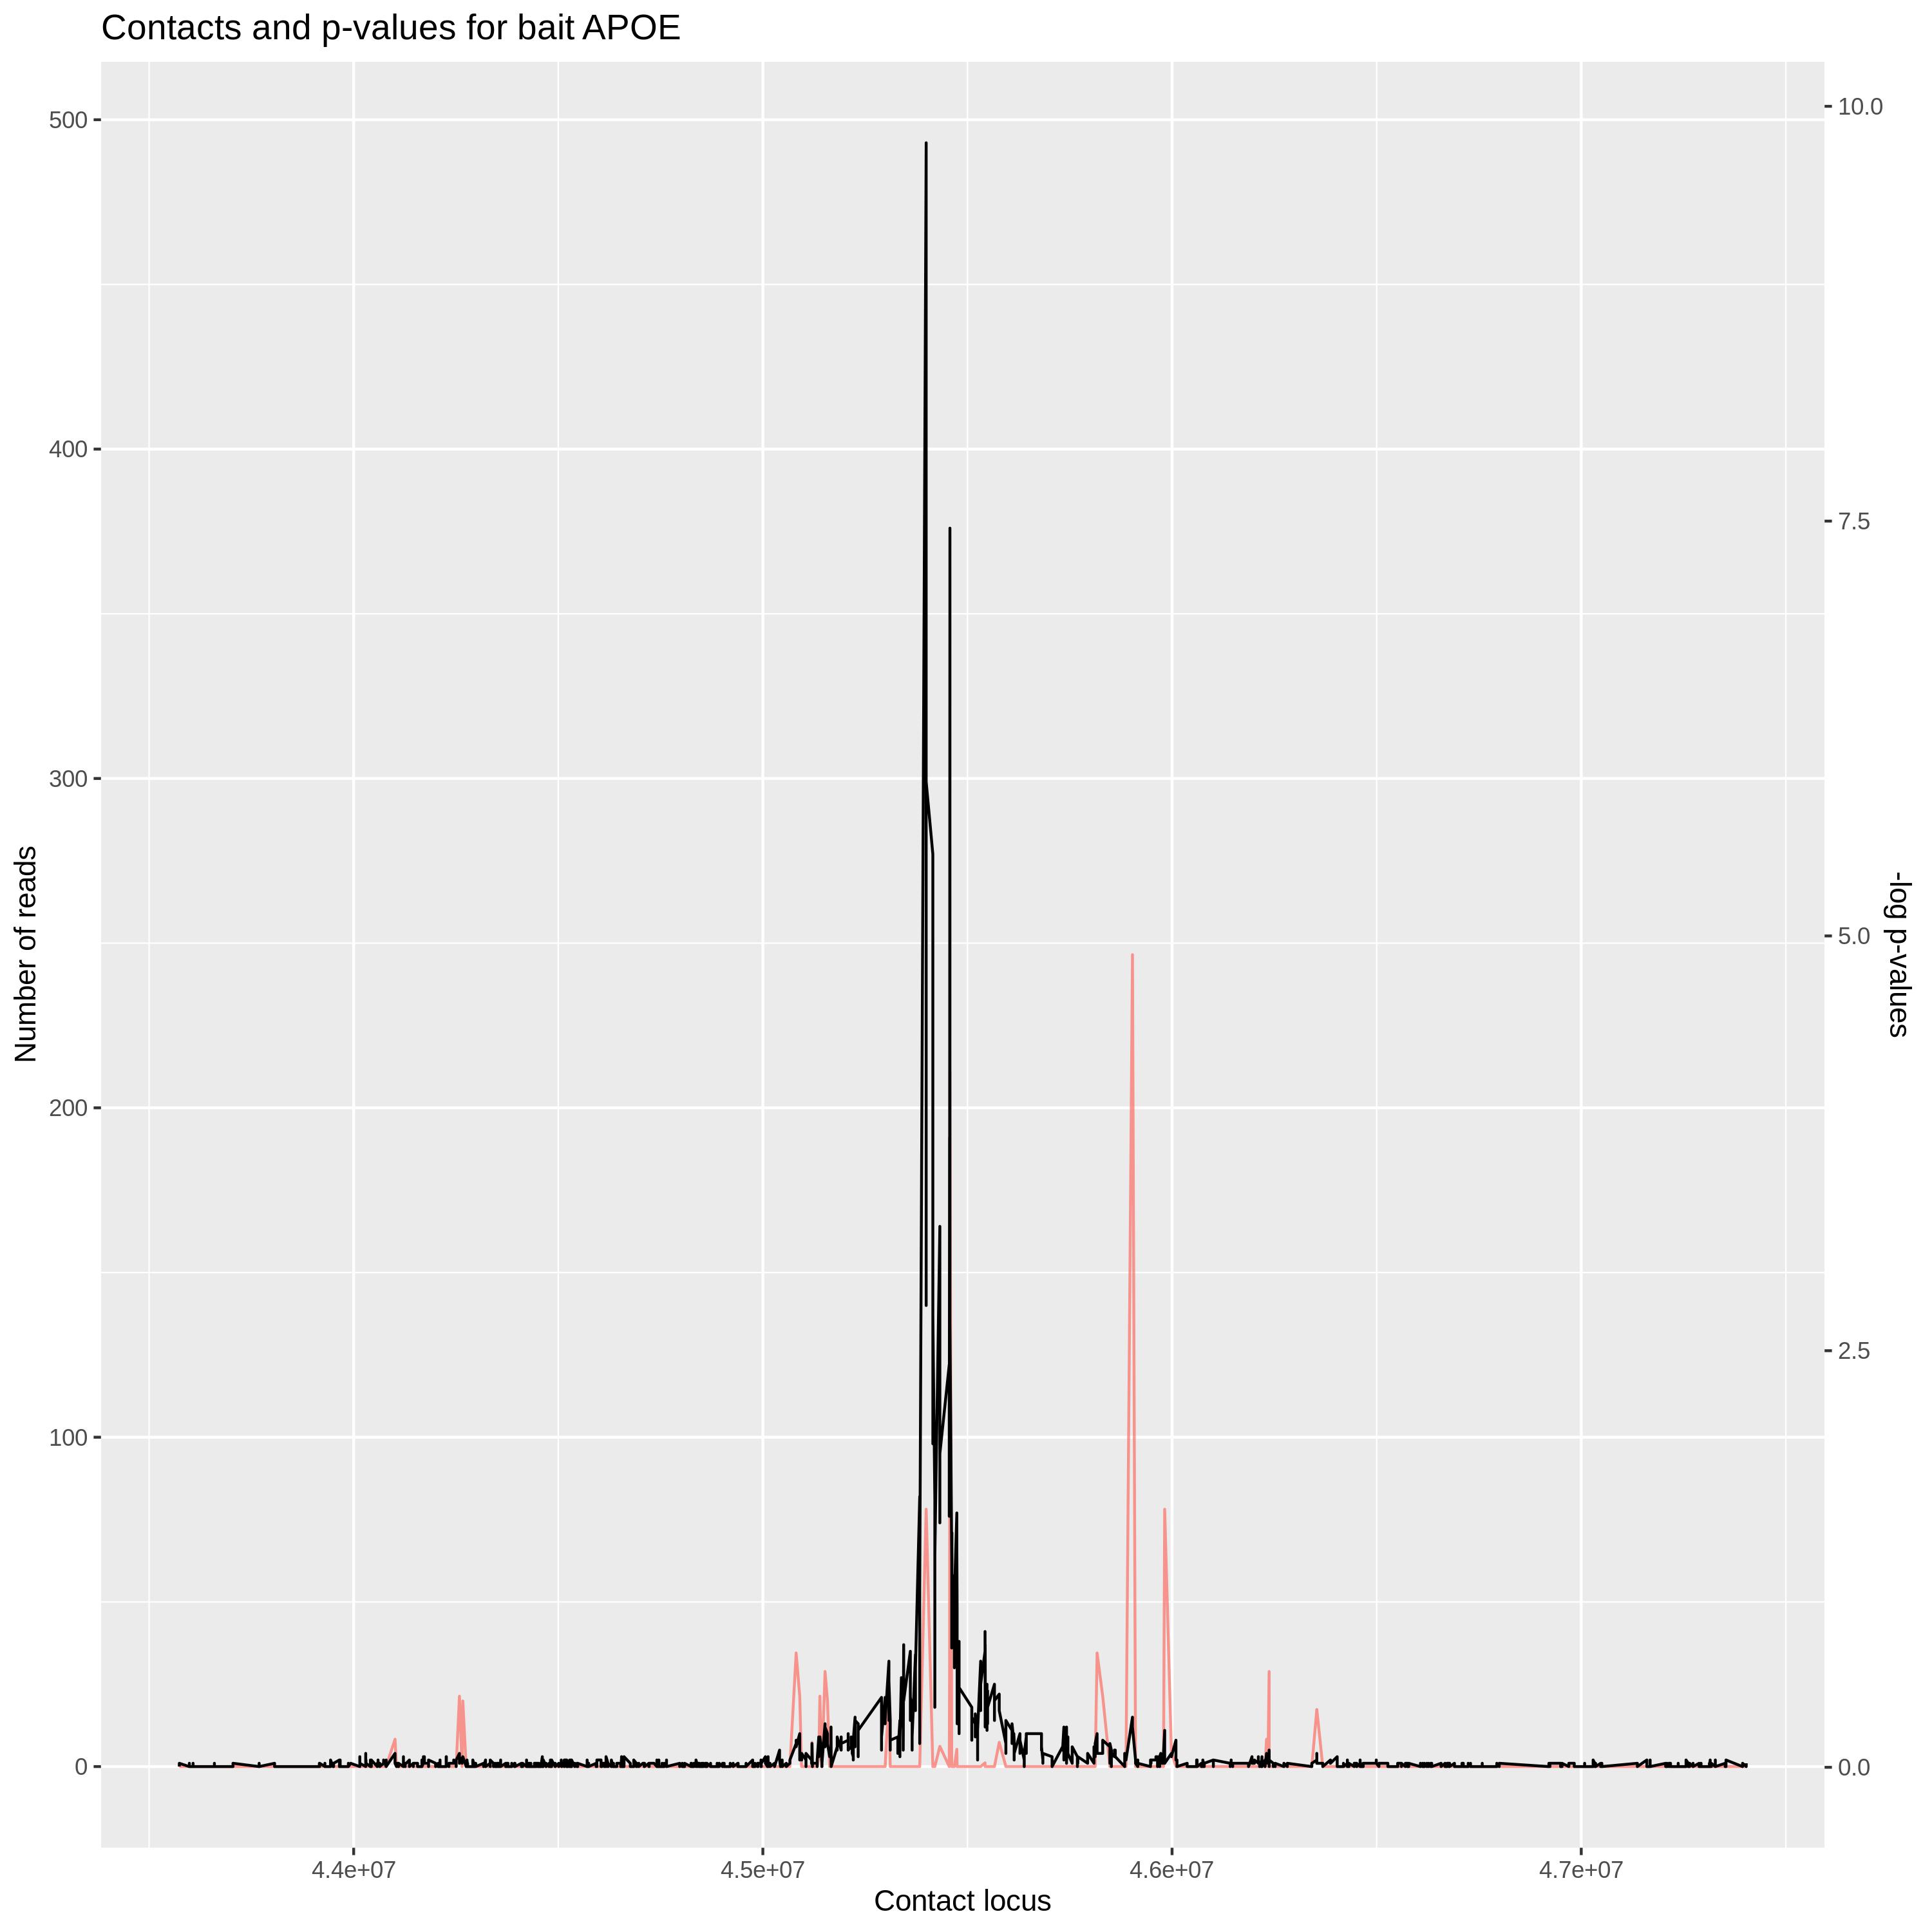 Contacts and p-values for bait APOE
500
400
300
200
100
0
Number of reads
10.0
7.5
5.0
2.5
0.0
-log p-values
4.4e+07
4.5e+07
4.6e+07
4.7e+07
Contact locus